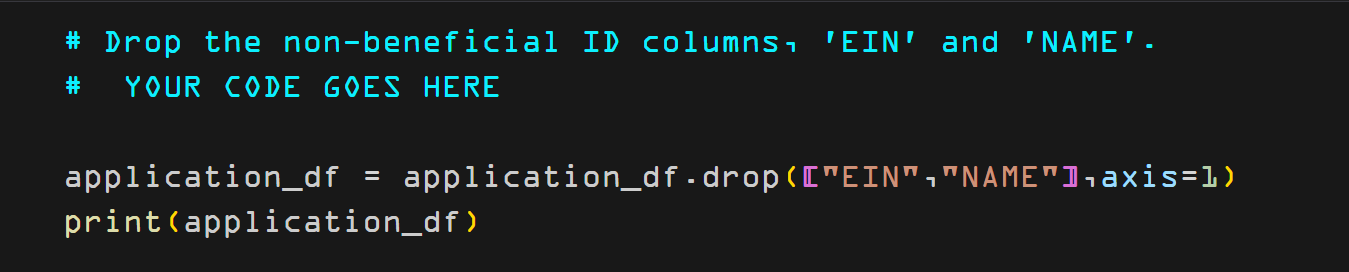 # Drop the non-beneficial ID columns, 'EIN' and 'NAME'.
#  YOUR CODE GOES HERE
application_df = application_df.drop(["EIN","NAME"],axis=1)
print(application_df)